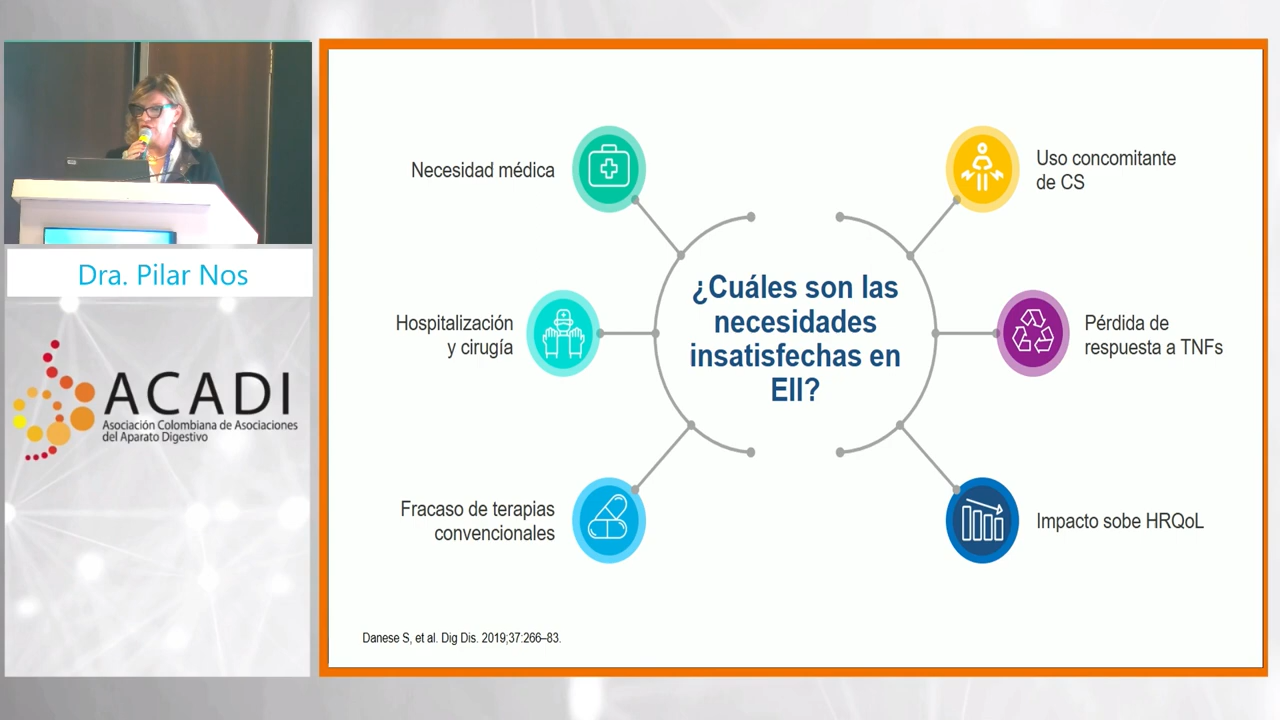 Dra. Pilar Nos
ACADI
Asociación Colombiana de Asociaciones
del Aparato Digestivo
¿Cuáles son las
necesidades
insatisfechas en
EII?
Necesidad médica
Hospitalización
y cirugía
Fracaso de terapias
convencionales
Uso concomitante
de CS
Pérdida de
respuesta a TNFs
Impacto sobe HRQoL
Danese S, et al. Dig Dis. 2019;37:266–83.